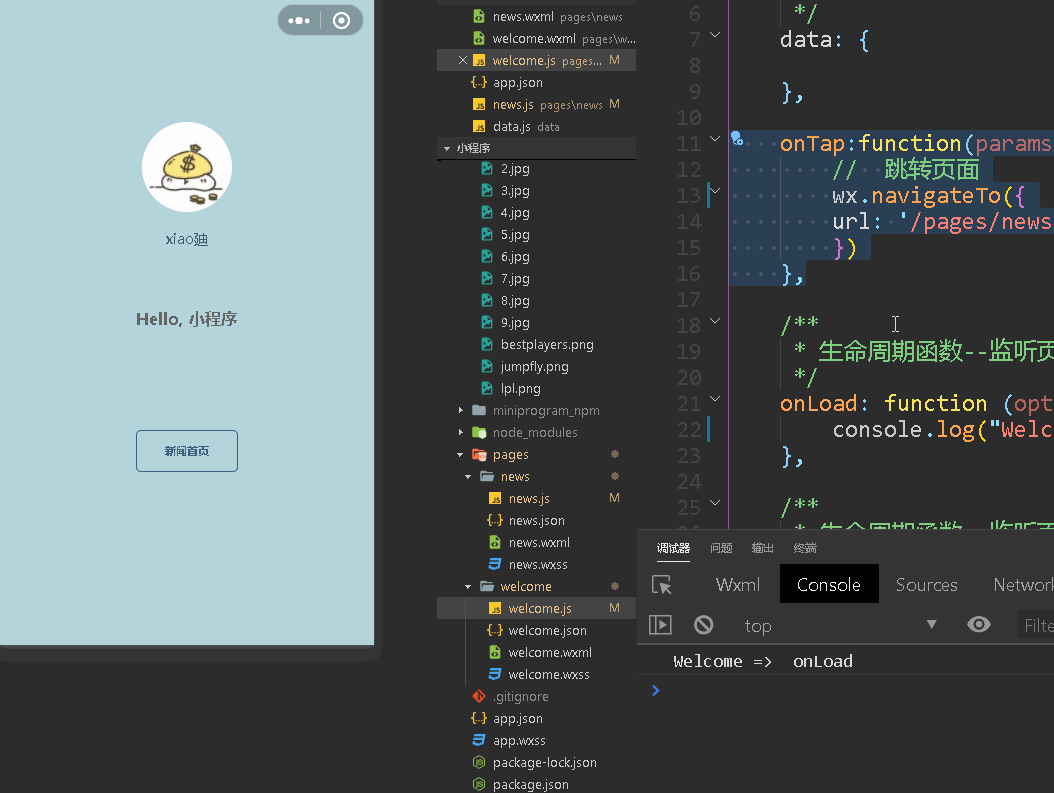 xiao廸
Hello, 小程序
新闻首页
news.wxml pages\news
welcome.wxml pages\w...
welcome.js pages... M
app.json
news.js pages\news M
data.js data
小程序
2.jpg
3.jpg
4.jpg
5.jpg
6.jpg
7.jpg
8.jpg
9.jpg
bestplayers.png
jumpfly.png
lpl.png
miniprogram_npm
node_modules
pages
news
news.js M
news.json
news.wxml
news.wxss
welcome
welcome.js M
welcome.json
welcome.wxml
welcome.wxss
.gitignore
app.json
app.wxss
package-lock.json
package.json
6 */
7 data: {
8
9 },
10
11 onTap:function(params
12 // 跳转页面
13 wx.navigateTo({
14 url: '/pages/news
15 })
16 },
17
18 /**
19 * 生命周期函数--监听页
20 */
21 onLoad: function (opt
22 console.log("Welc
23 },
24
25 /**
* 生命周期函数--监听页
调试器 问题 输出 终端
Wxml Console Sources Network
top Filte
Welcome => onLoad